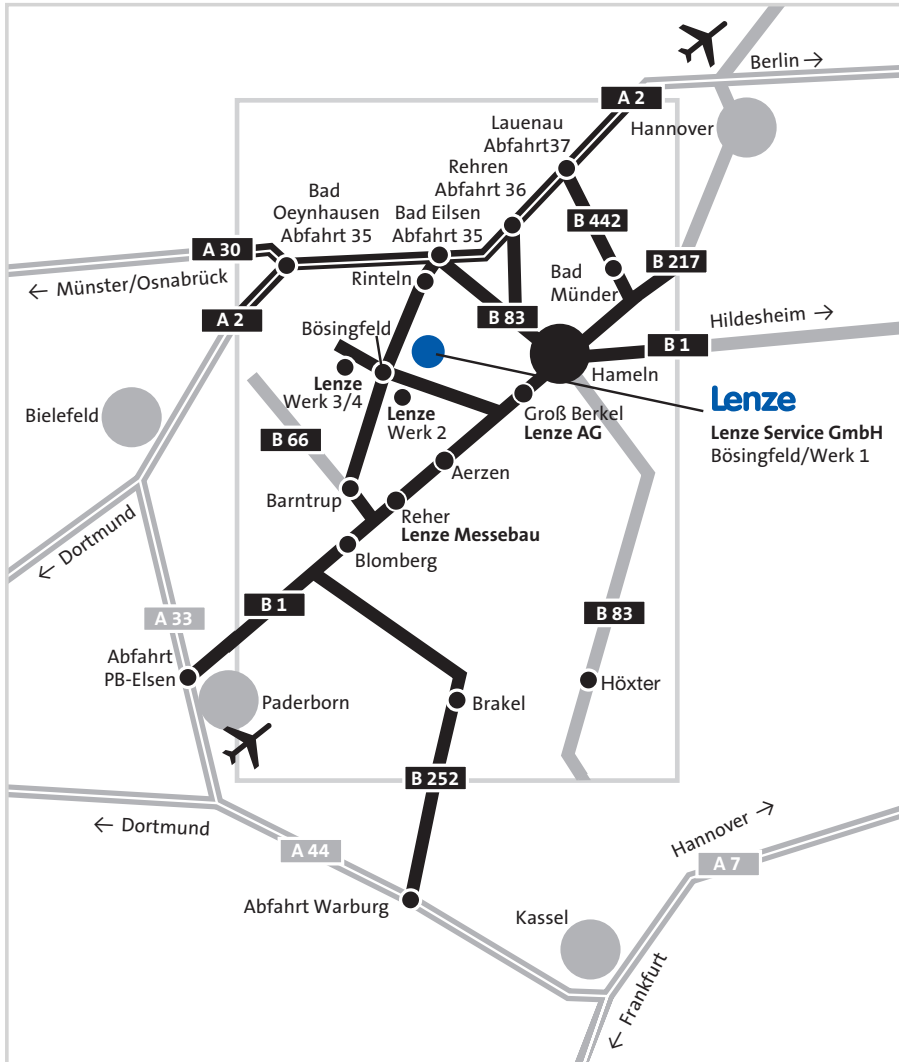 Berlin →
A 2
Lauenau
Abfahrt37
Hannover
Rehren
Abfahrt 36
Bad
Oeynhausen
Abfahrt 35
Bad Eilsen
Abfahrt 35
B 442
A 30
← Münster/Osnabrück
Rinteln
Bad
Münder
B 217
A 2
B 83
Hildesheim →
B 1
Bösingfeld
Hameln
Lenze
Werk 3/4
Lenze
Werk 2
Groß Berkel
Lenze AG
Lenze
Lenze Service GmbH
Bösingfeld/Werk 1
Bielefeld
B 66
Aerzen
Barntrup
Reher
Lenze Messebau
← Dortmund
Blomberg
B 1
A 33
B 83
Abfahrt
PB-Elsen
Paderborn
Brakel
Höxter
B 252
← Dortmund
A 44
Hannover →
A 7
Abfahrt Warburg
Kassel
← Frankfurt